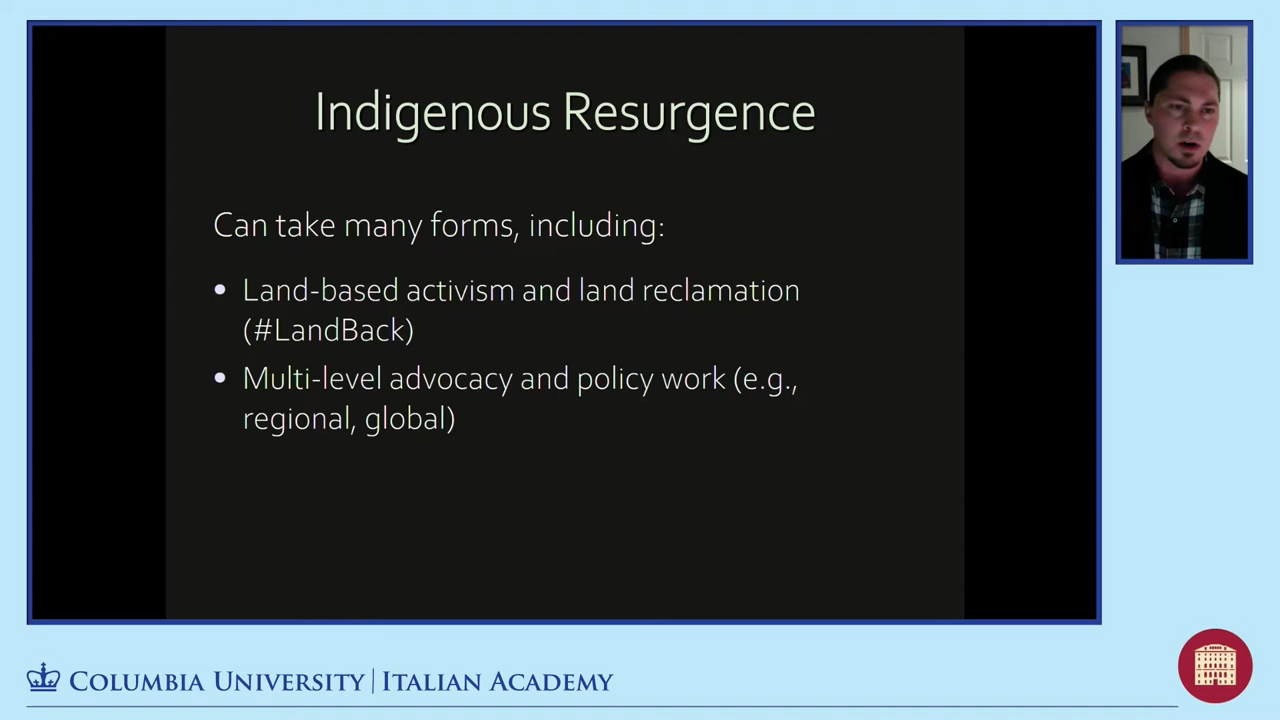 Indigenous Resurgence
Can take many forms, including:
• Land-based activism and land reclamation
(#LandBack)
• Multi-level advocacy and policy work (e.g.,
regional, global)
COLUMBIA UNIVERSITY | ITALIAN ACADEMY